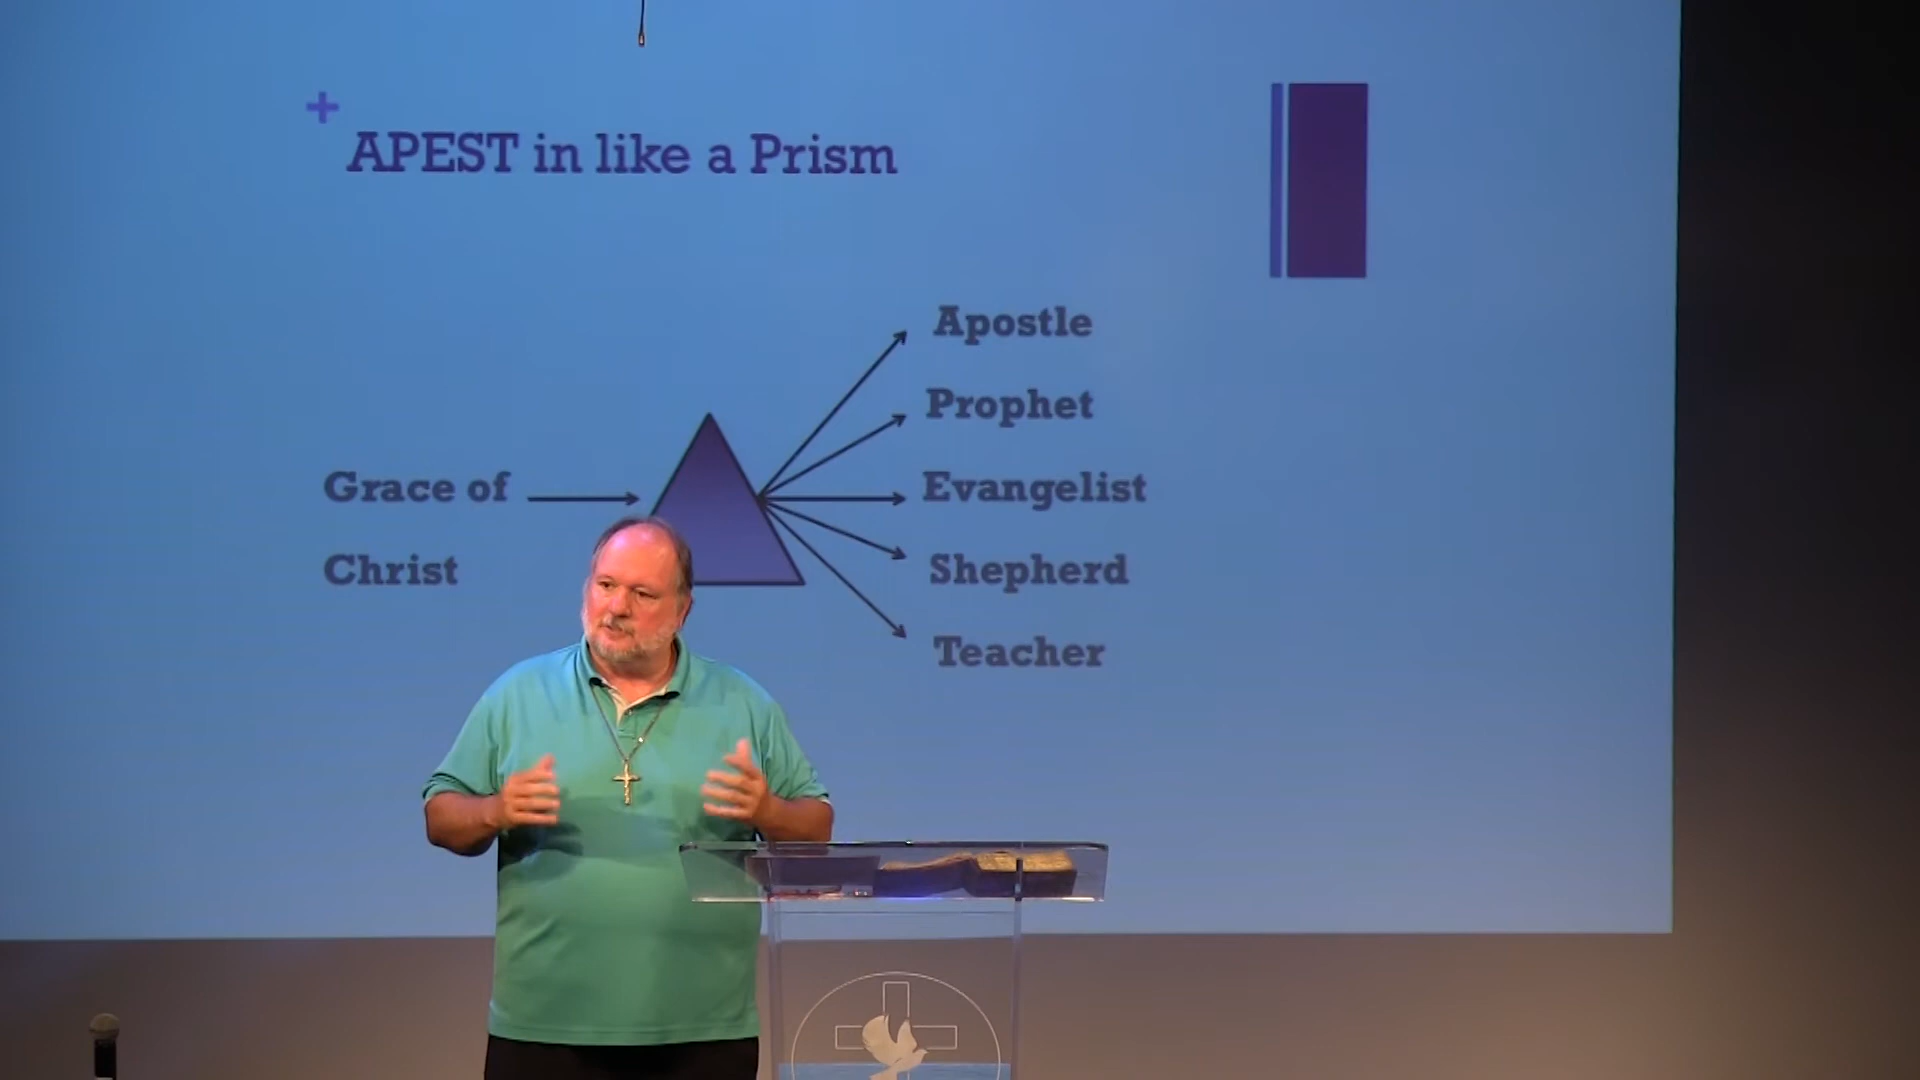 +
APEST in like a Prism
Apostle
Prophet
Grace of
Evangelist
Christ
Shepherd
Teacher